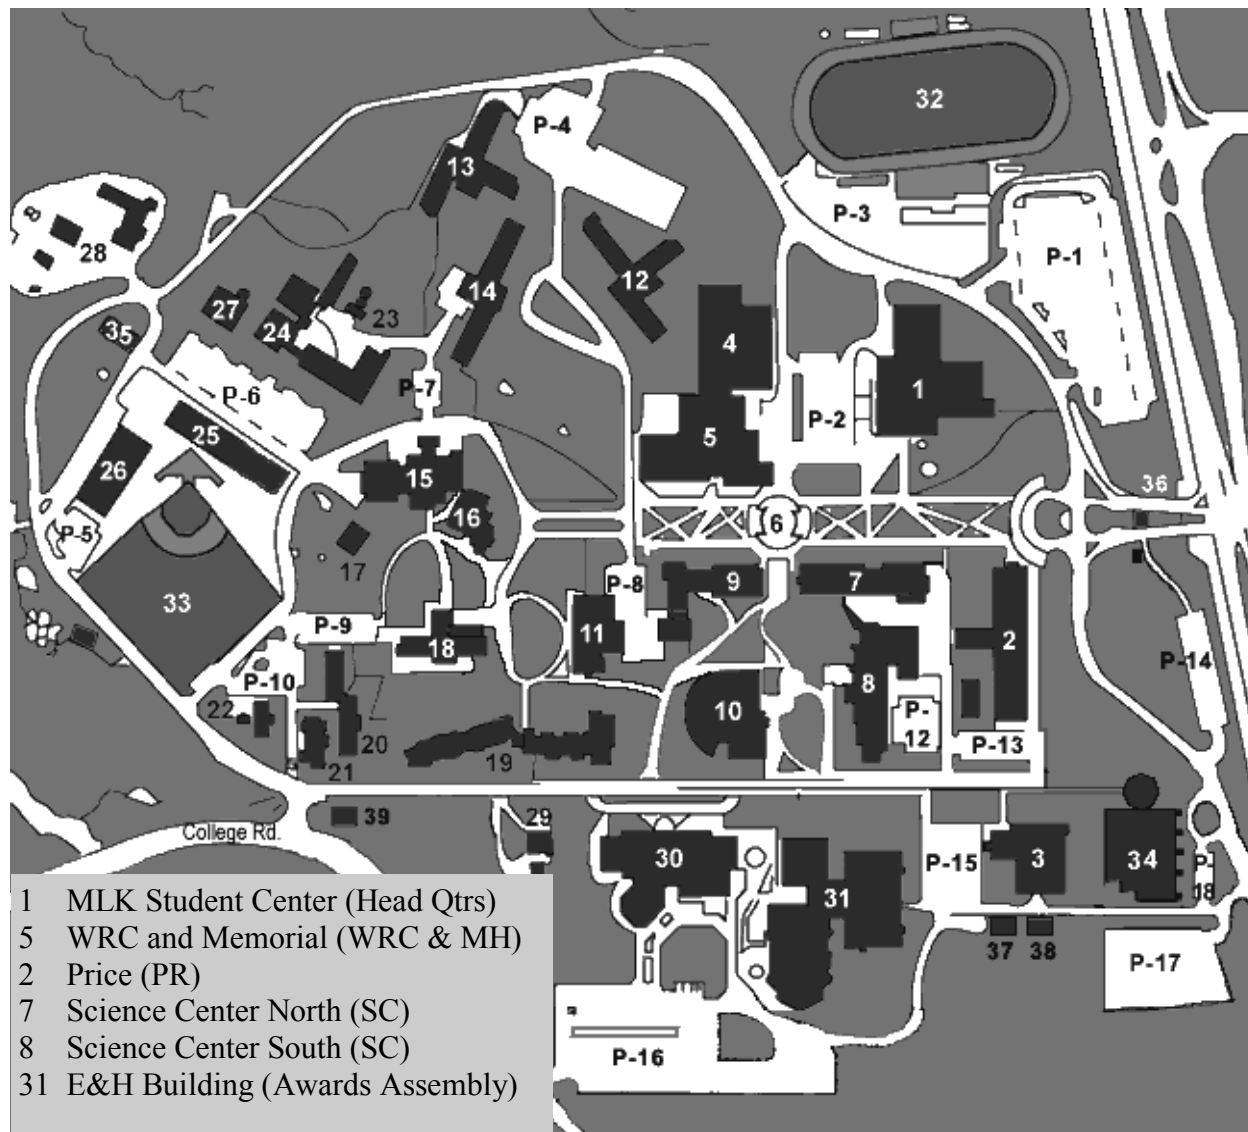 32
P-4
13
P-3
P-1
28
12
14
27
23
24
35
4
P-6
P-7
1
P-2
25
5
26
15
36
16
6
P-5
17
9
7
P-8
33
P-9
11
2
18
P-14
P-10
8
10
P-12
22
20
19
P-13
21
39
29
College Rd.
30
P-15
3
34
31
P-18
37
38
P-17
P-16
1 MLK Student Center (Head Qtrs)
5 WRC and Memorial (WRC & MH)
2 Price (PR)
7 Science Center North (SC)
8 Science Center South (SC)
31 E&H Building (Awards Assembly)